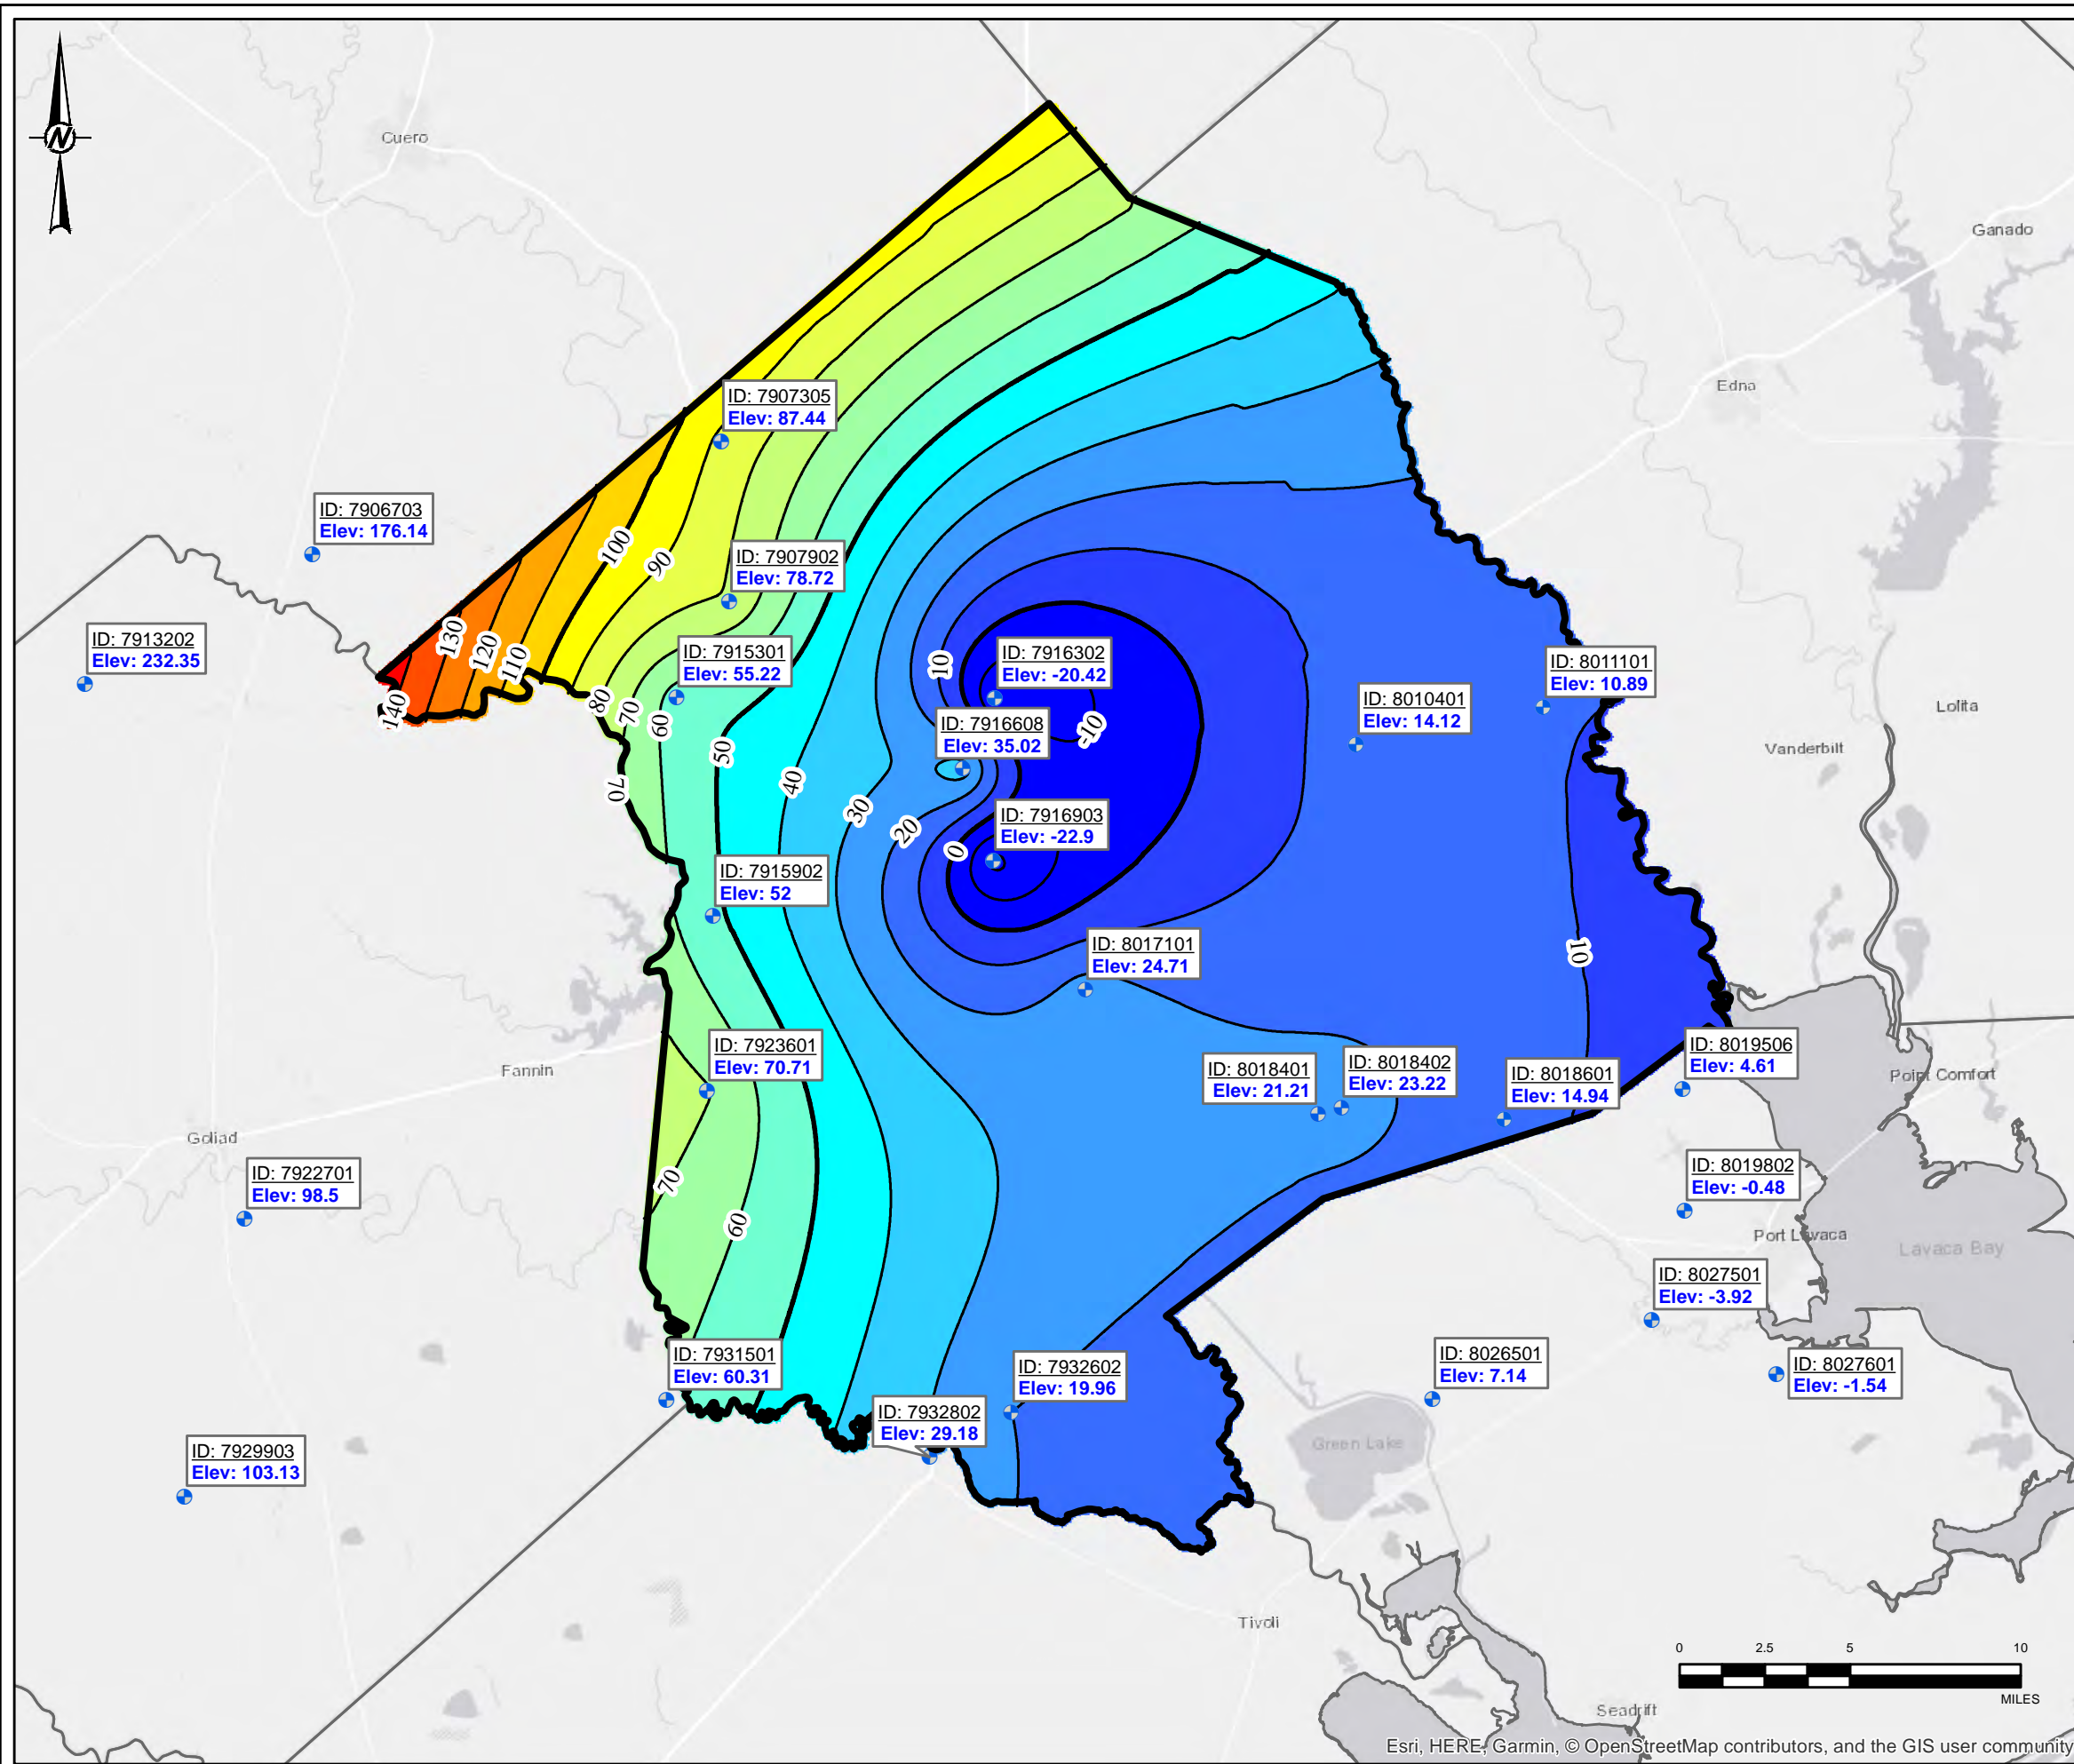 N
Cuero
Ganado
Edna
ID: 7907305
Elev: 87.44
ID: 7906703
Elev: 176.14
100
90
ID: 7907902
Elev: 78.72
ID: 7913202
Elev: 232.35
130
120
110
140
80
70
60
ID: 7915301
Elev: 55.22
10
ID: 7916302
Elev: -20.42
-10
ID: 8011101
Elev: 10.89
ID: 8010401
Elev: 14.12
Lolita
Vanderbilt
ID: 7916608
Elev: 35.02
50
40
30
20
70
0
ID: 7916903
Elev: -22.9
ID: 7915902
Elev: 52
ID: 8017101
Elev: 24.71
10
Fannin
ID: 7923601
Elev: 70.71
ID: 8018401
Elev: 21.21
ID: 8018402
Elev: 23.22
ID: 8018601
Elev: 14.94
ID: 8019506
Elev: 4.61
Point Comfort
Goliad
ID: 7922701
Elev: 98.5
70
60
ID: 8019802
Elev: -0.48
Port Lavaca
Lavaca Bay
ID: 8027501
Elev: -3.92
ID: 7931501
Elev: 60.31
ID: 7932602
Elev: 19.96
ID: 8026501
Elev: 7.14
ID: 8027601
Elev: -1.54
ID: 7932802
Elev: 29.18
Green Lake
ID: 7929903
Elev: 103.13
Tivoli
0 2.5 5 10
MILES
Seadrift
Esri, HERE, Garmin, © OpenStreetMap contributors, and the GIS user community